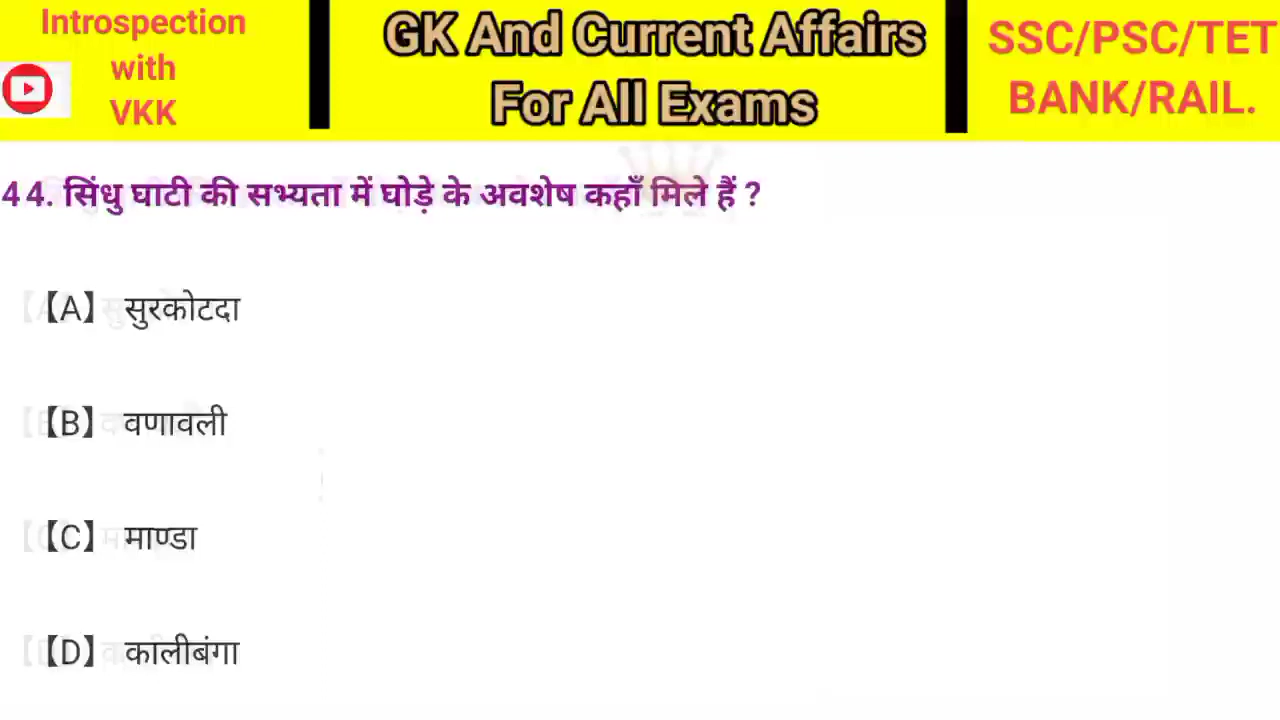 Introspection
with
VKK
GK And Current Affairs
For All Exams
SSC/PSC/TET
BANK/RAIL.
44. सिंधु घाटी की सभ्यता में घोड़े के अवशेष कहाँ मिले हैं ?
【A】 सुरकोटदा
【B】 वणावली
【C】 माण्डा
【D】 कालीबंगा